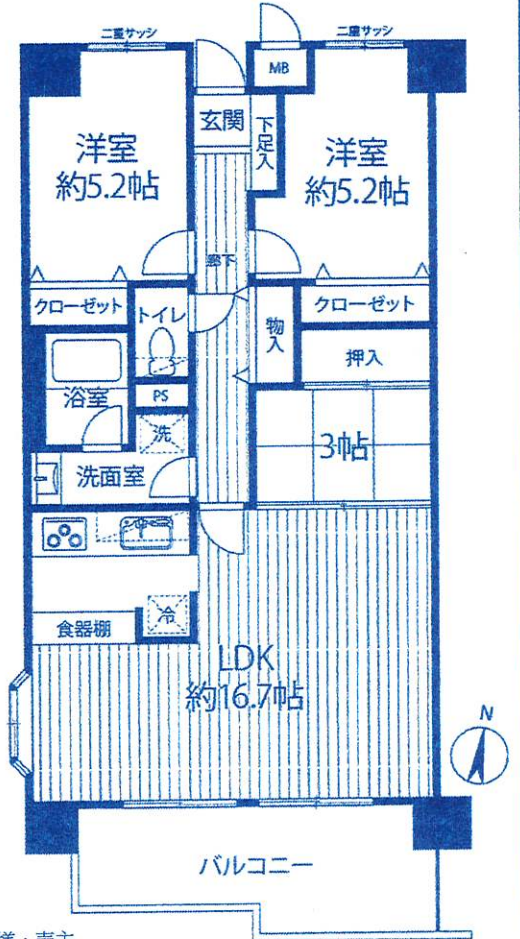 二重サッシ
二重サッシ
MB
玄関
下足入
洋室
約5.2帖
洋室
約5.2帖
廊下
クローゼット
トイレ
物入
クローゼット
押入
浴室
PS
洗
3帖
洗面室
冷
食器棚
LDK
約16.7帖
N
バルコニー
売主